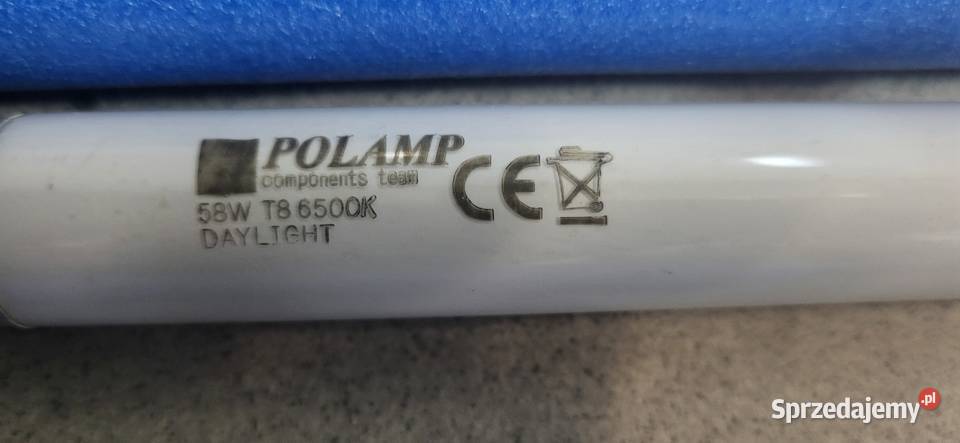 POLAMP
components team
CE
58W T8 6500K
DAYLIGHT
Sprzedajemy.pl